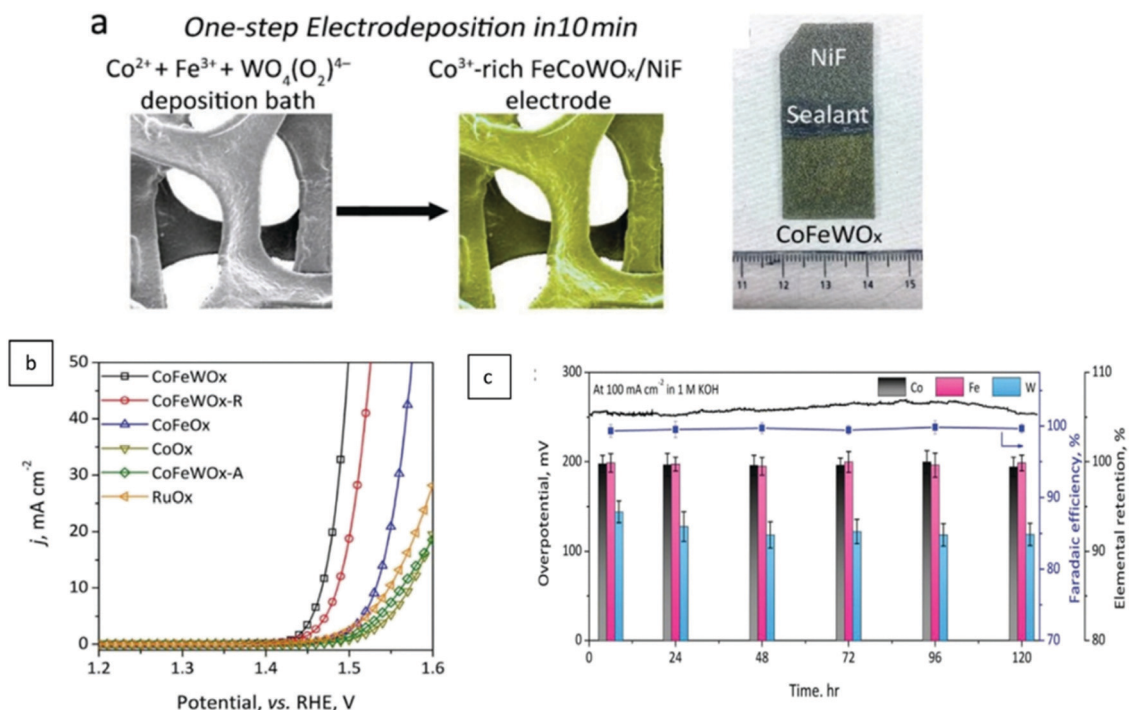 a
One-step Electrodeposition in10 min
Co²⁺ + Fe³⁺ + WO₄(O₂)⁴⁻
deposition bath
Co³⁺-rich FeCoWOₓ/NiF
electrode
NiF
Sealant
CoFeWOₓ
11 12 13 14 15
b
50
40
30
20
10
0
j, mA cm⁻²
CoFeWOx
CoFeWOx-R
CoFeOx
CoOx
CoFeWOx-A
RuOx
1.2 1.3 1.4 1.5 1.6
Potential, vs. RHE, V
c
:
At 100 mA cm⁻² in 1 M KOH
Co Fe W
300
200
100
0
Overpotential, mV
100
90
80
70
Faradaic efficiency, %
110
100
90
80
Elemental retention, %
0 24 48 72 96 120
Time. hr